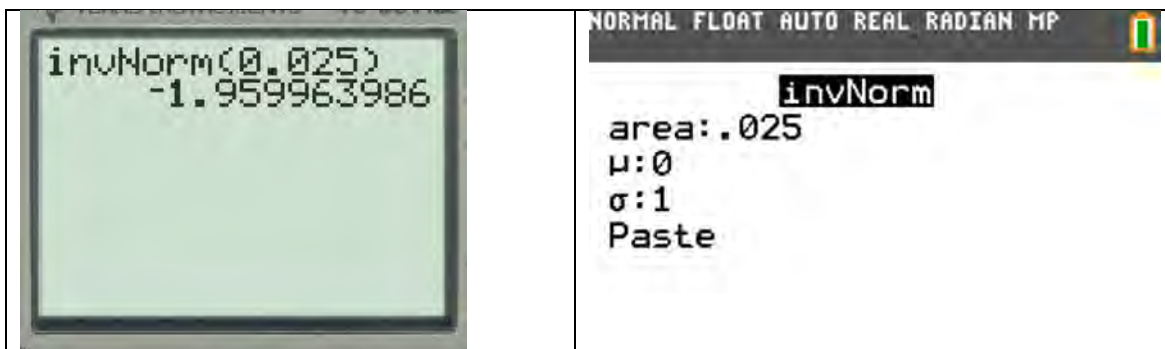 invNorm(0.025)
-1.959963986
NORMAL FLOAT AUTO REAL RADIAN MP
invNorm
area:.025
μ:0
σ:1
Paste